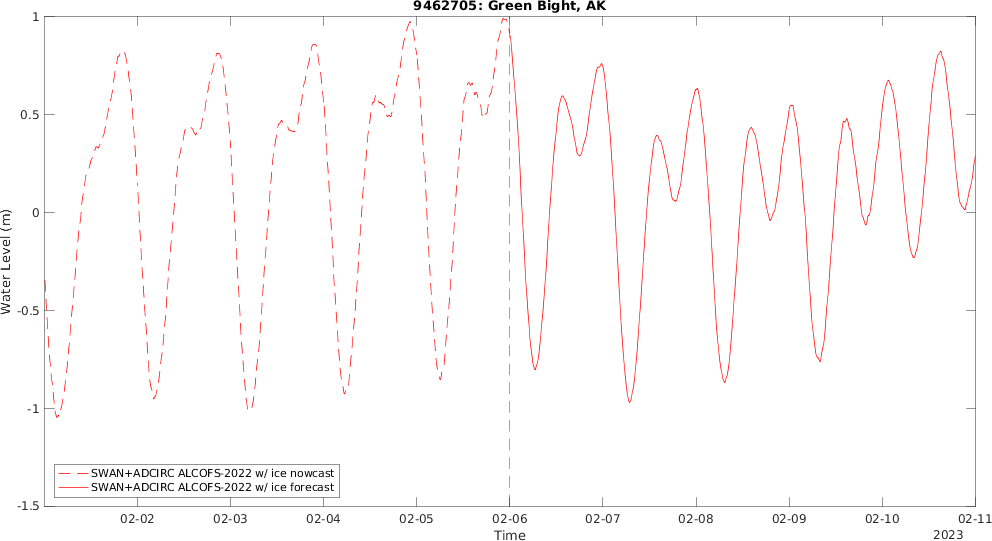 9462705: Green Bight, AK
1
0.5
0
-0.5
-1
-1.5
Water Level (m)
SWAN+ADCIRC ALCOFS-2022 w/ ice nowcast
SWAN+ADCIRC ALCOFS-2022 w/ ice forecast
02-02 02-03 02-04 02-05 02-06 02-07 02-08 02-09 02-10 02-11
Time
2023